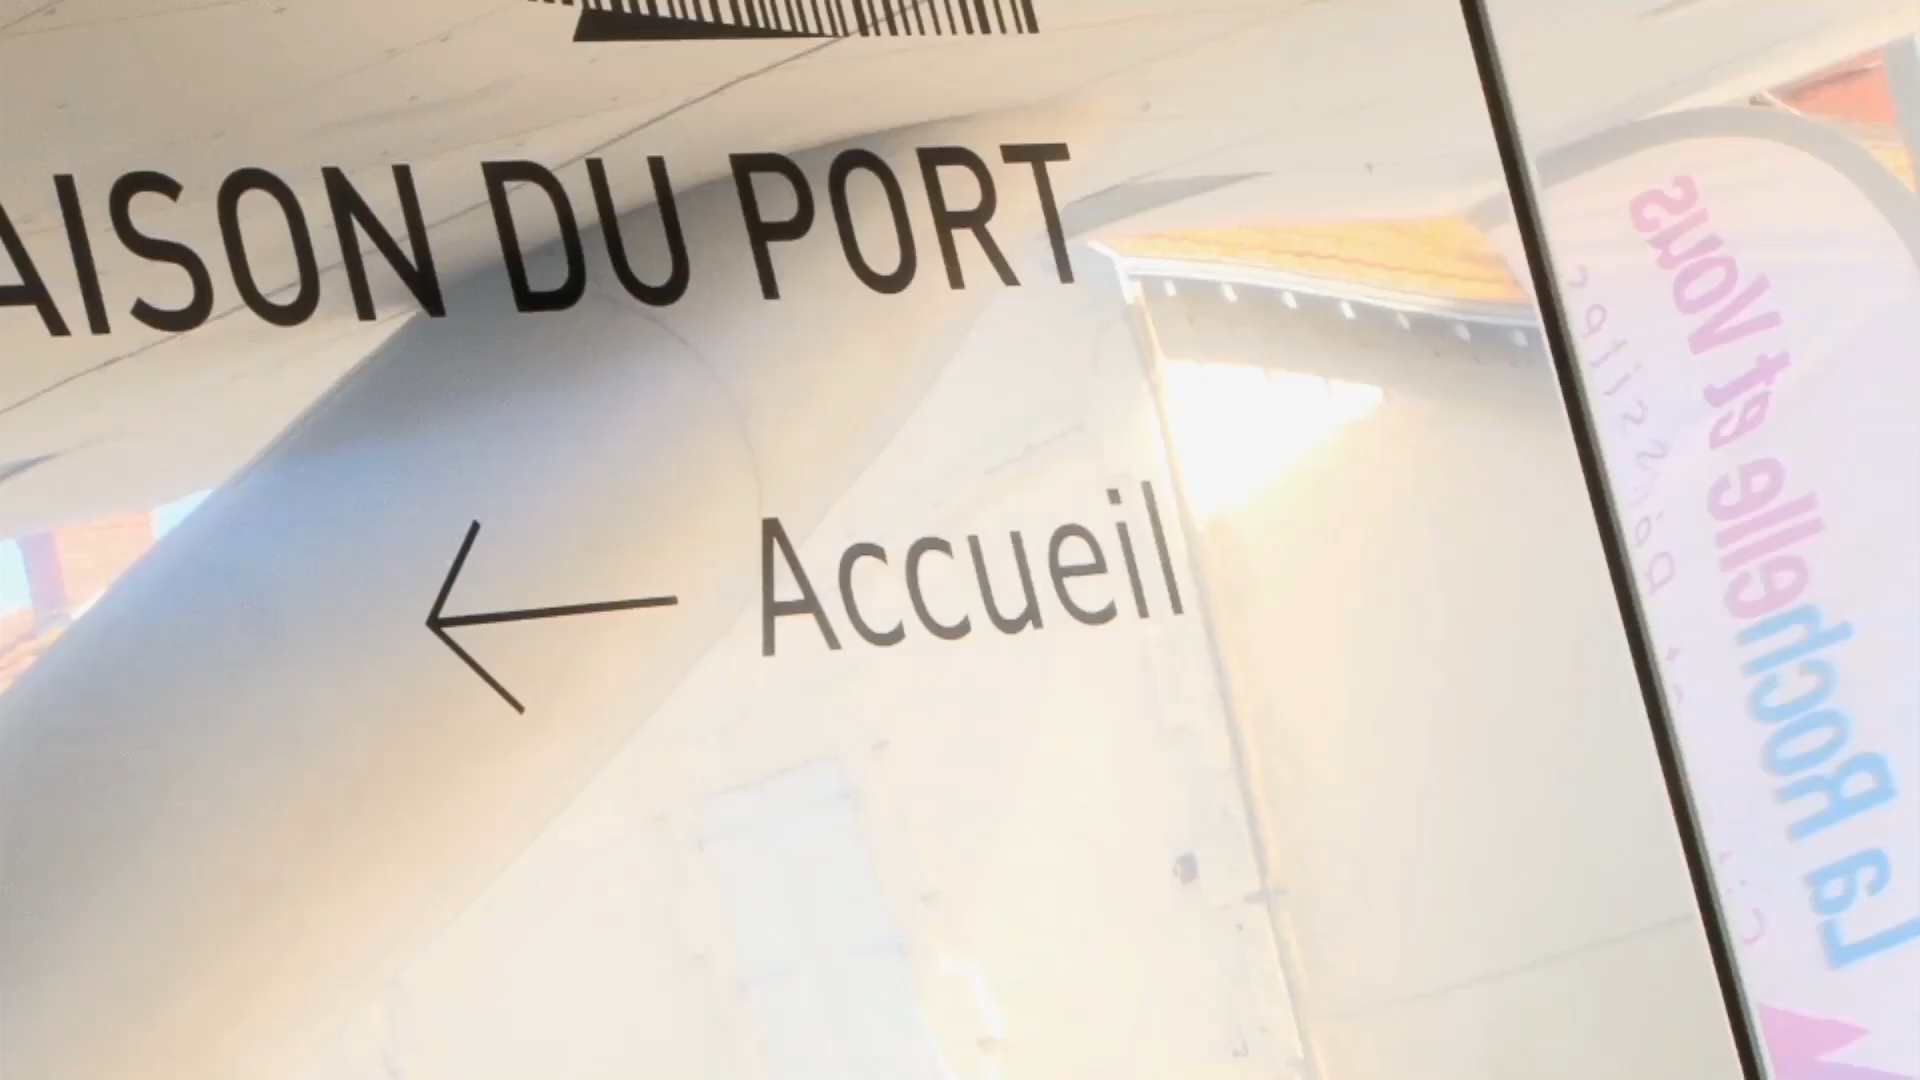 AISON DU PORT
← Accueil
La Rochelle et Vous